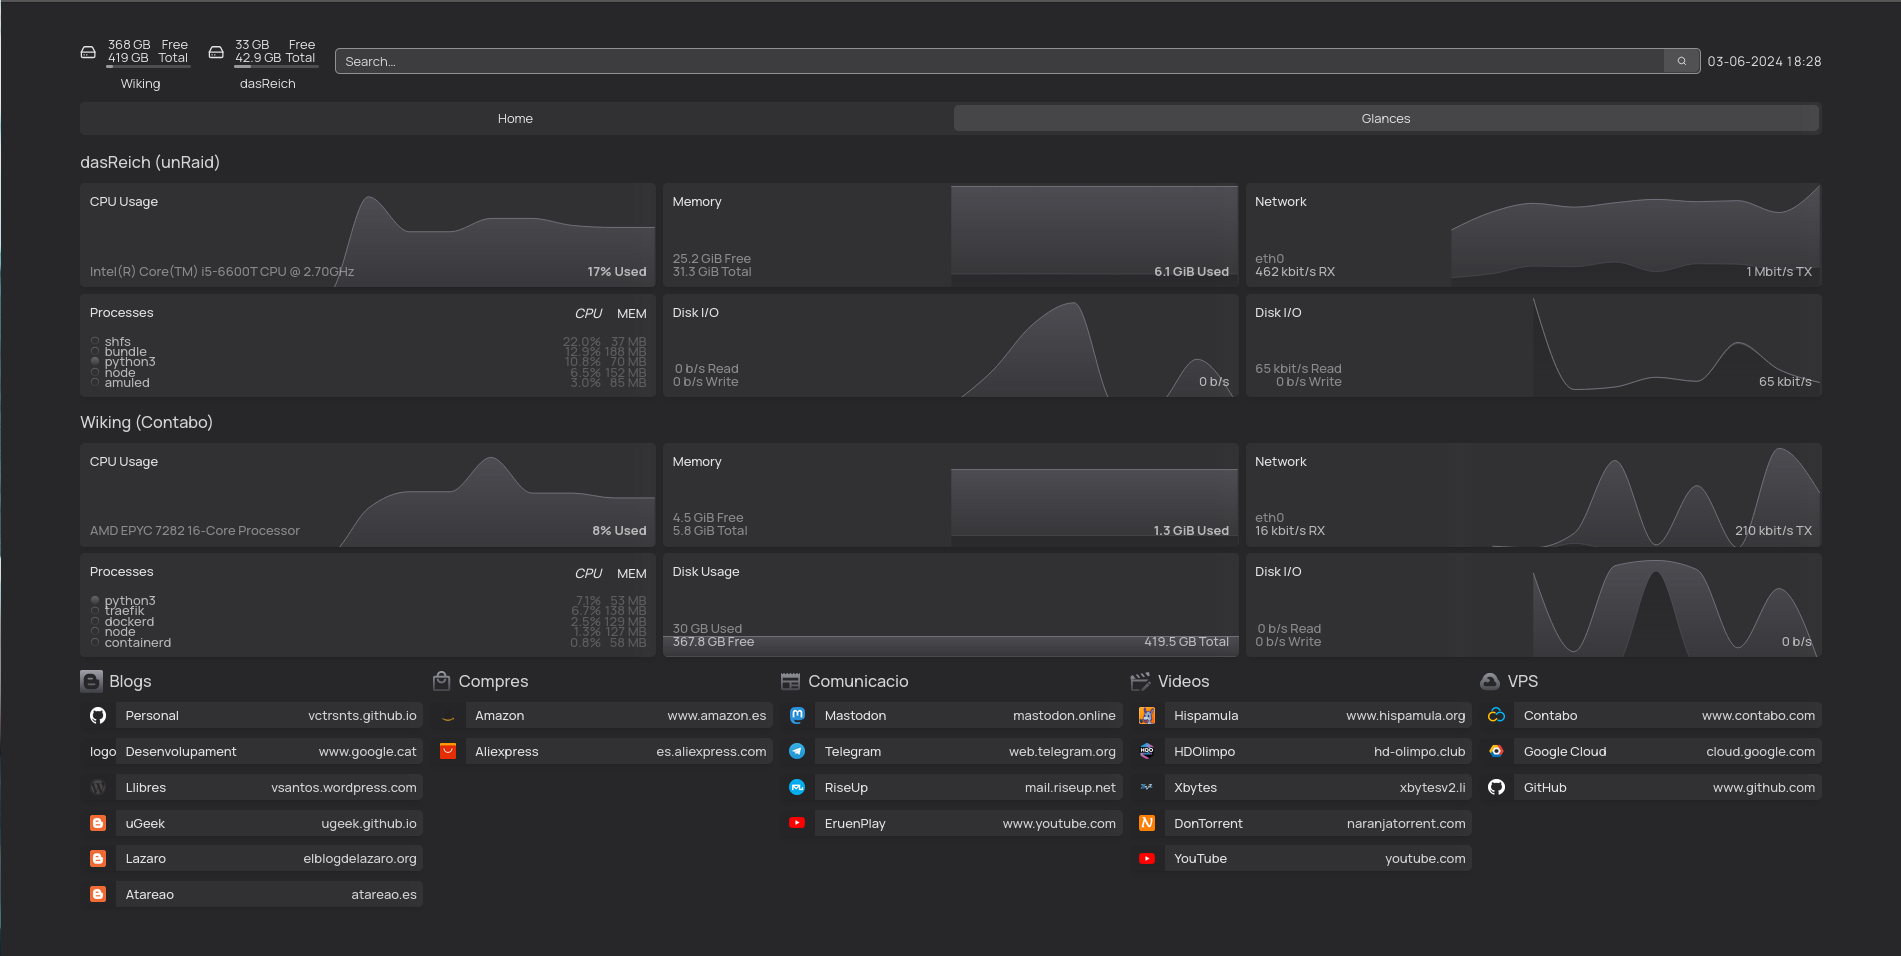 368 GB Free
419 GB Total
Wiking
33 GB Free
42.9 GB Total
dasReich
Search...
03-06-2024 18:28
Home
Glances
dasReich (unRaid)
CPU Usage
Intel(R) Core(TM) i5-6600T CPU @ 2.70GHz
17% Used
Memory
25.2 GiB Free
31.3 GiB Total
6.1 GiB Used
Network
eth0
462 kbit/s RX
1 Mbit/s TX
Processes CPU MEM
shfs 22.0% 37 MB
bundle 12.9% 188 MB
python3 10.8% 70 MB
node 6.5% 152 MB
amuled 3.0% 85 MB
Disk I/O
0 b/s Read
0 b/s Write
0 b/s
Disk I/O
65 kbit/s Read
0 b/s Write
65 kbit/s
Wiking (Contabo)
CPU Usage
AMD EPYC 7282 16-Core Processor
8% Used
Memory
4.5 GiB Free
5.8 GiB Total
1.3 GiB Used
Network
eth0
16 kbit/s RX
210 kbit/s TX
Processes CPU MEM
python3 7.1% 53 MB
traefik 6.7% 138 MB
dockerd 2.5% 129 MB
node 1.3% 127 MB
containerd 0.8% 58 MB
Disk Usage
30 GB Used
367.8 GB Free
419.5 GB Total
Disk I/O
0 b/s Read
0 b/s Write
0 b/s
Blogs
Personal vctrsnts.github.io
logo Desenvolupament www.google.cat
Llibres vsantos.wordpress.com
uGeek ugeek.github.io
Lazaro elblogdelazaro.org
Atareao atareao.es
Compres
Amazon www.amazon.es
Aliexpress es.aliexpress.com
Comunicacio
Mastodon mastodon.online
Telegram web.telegram.org
RiseUp mail.riseup.net
EruenPlay www.youtube.com
Videos
Hispamula www.hispamula.org
HDO HDOlimpo hd-olimpo.club
Xbytes xbytesv2.li
DonTorrent naranjatorrent.com
YouTube youtube.com
VPS
Contabo www.contabo.com
Google Cloud cloud.google.com
GitHub www.github.com